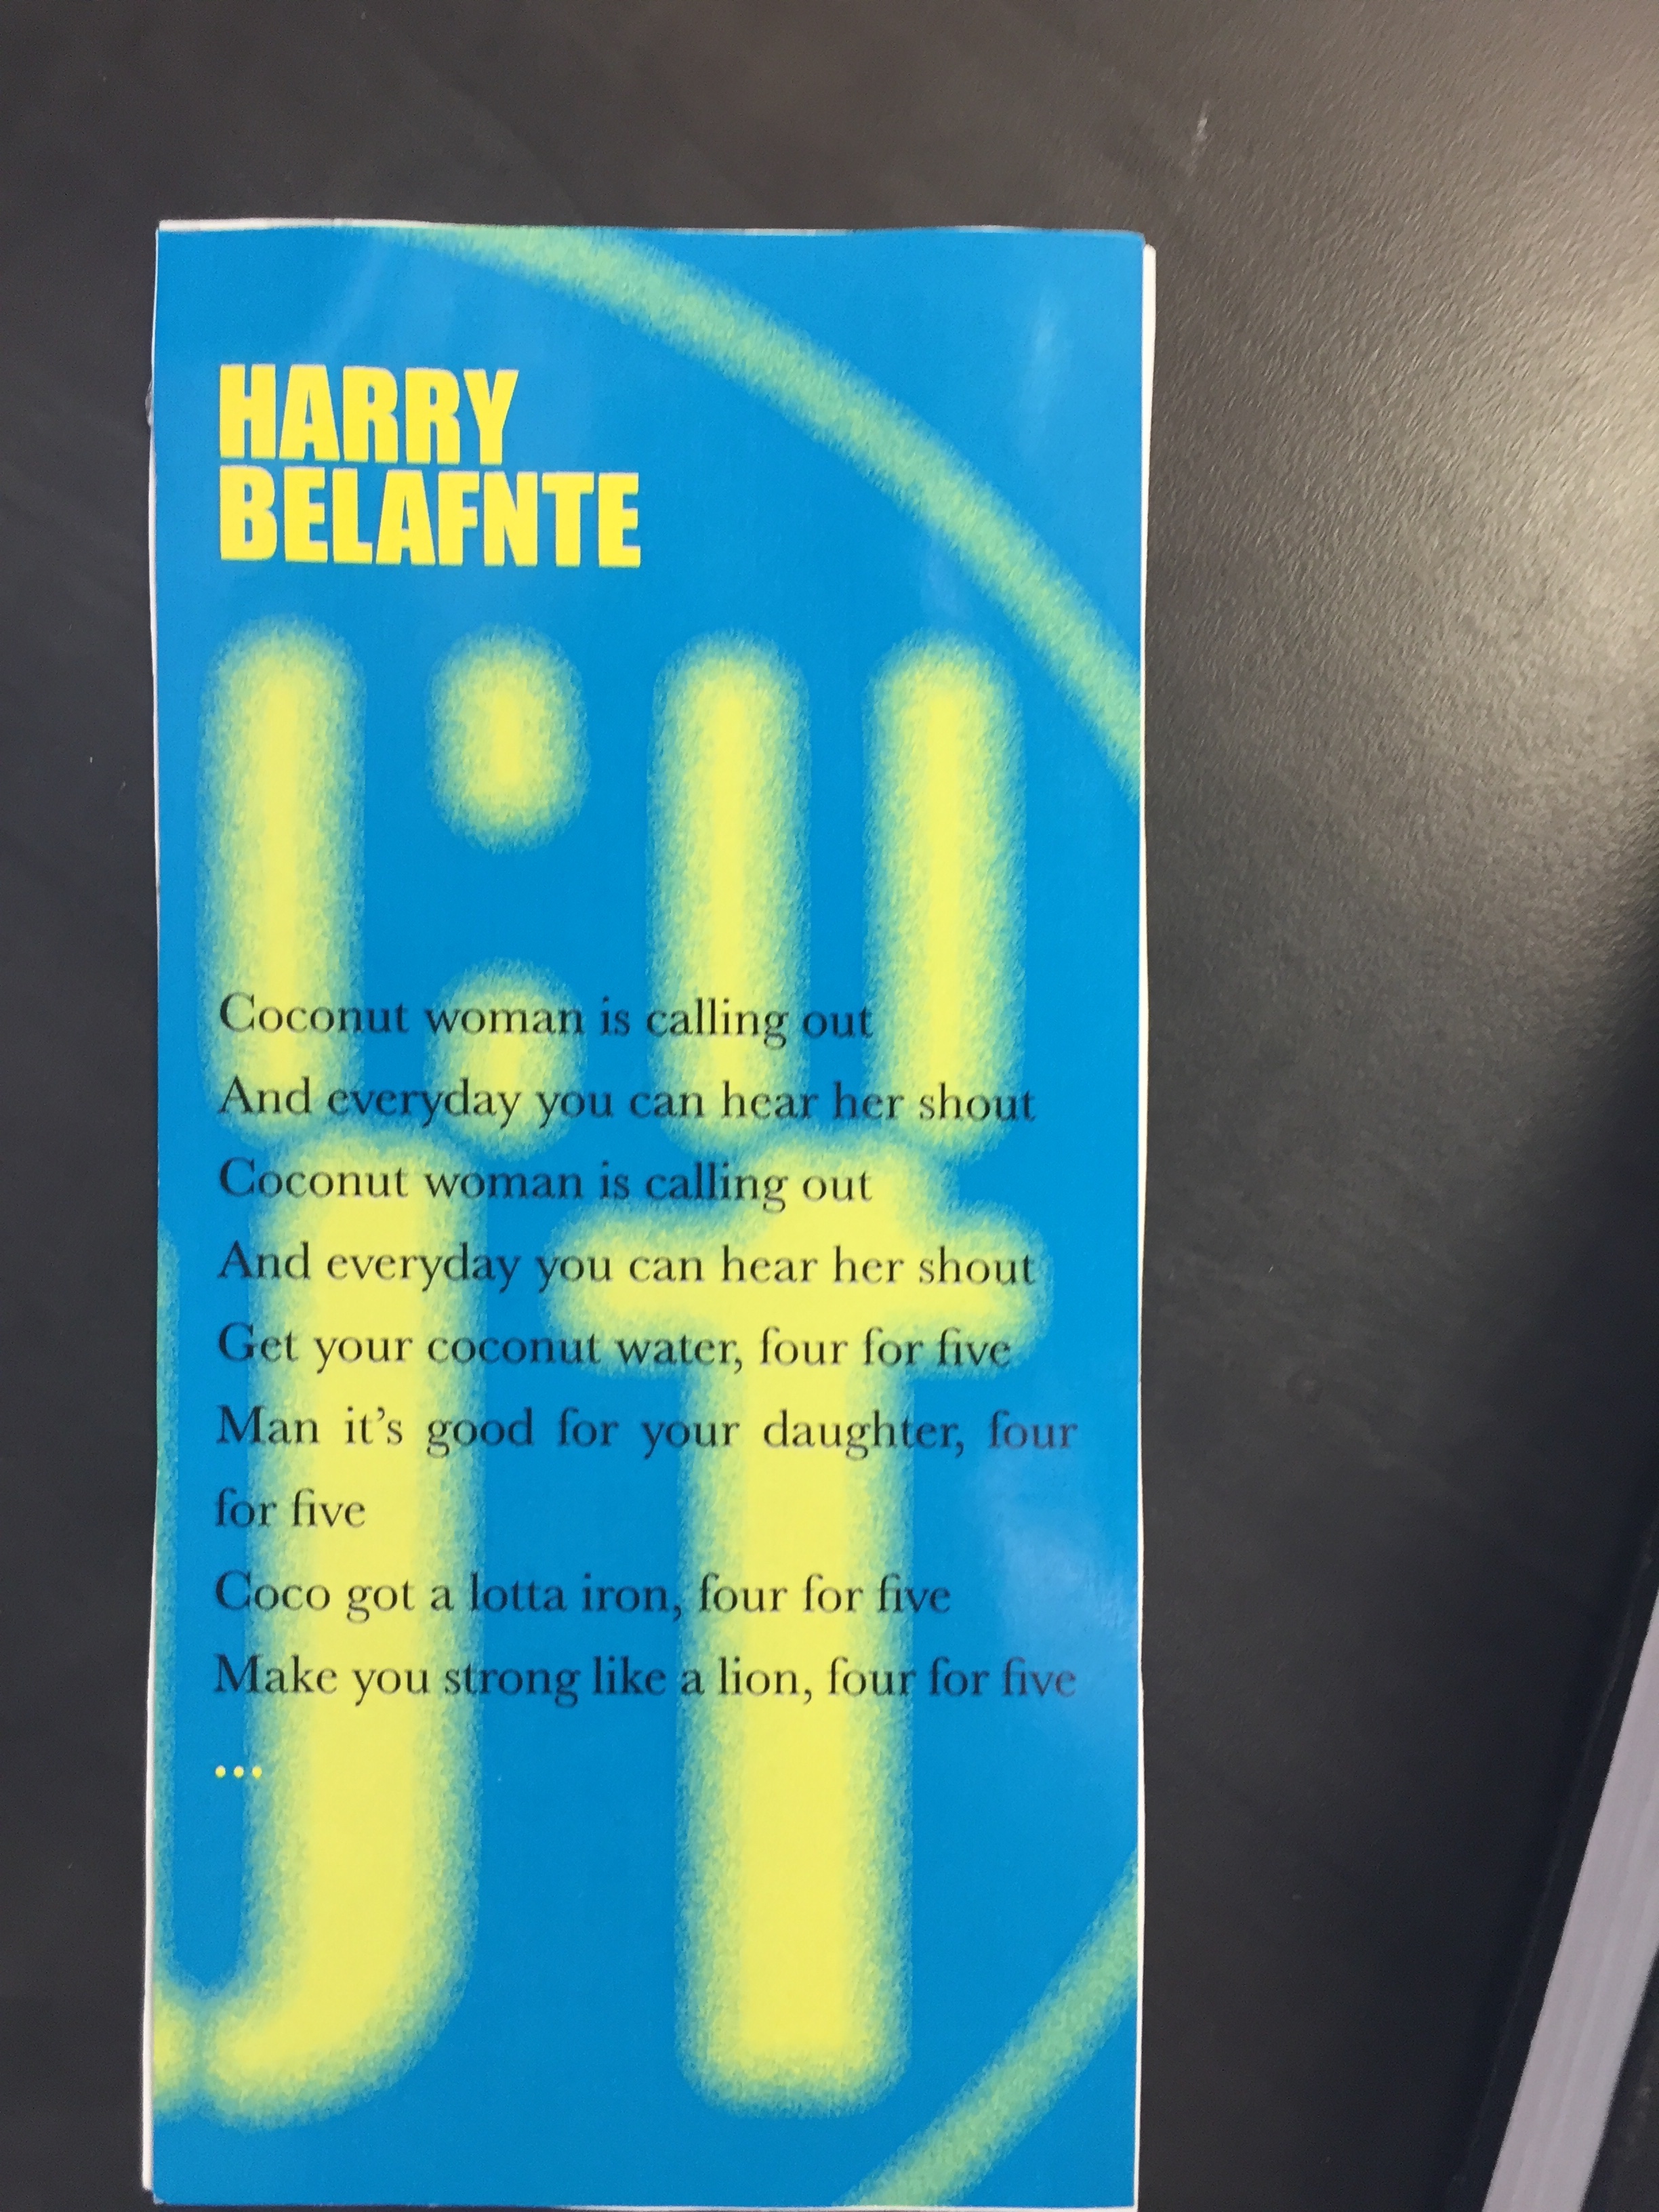 HARRY
BELAFNTE
Coconut woman is calling out
And everyday you can hear her shout
Coconut woman is calling out
And everyday you can hear her shout
Get your coconut water, four for five
Man it’s good for your daughter, four
for five
Coco got a lotta iron, four for five
Make you strong like a lion, four for five
...